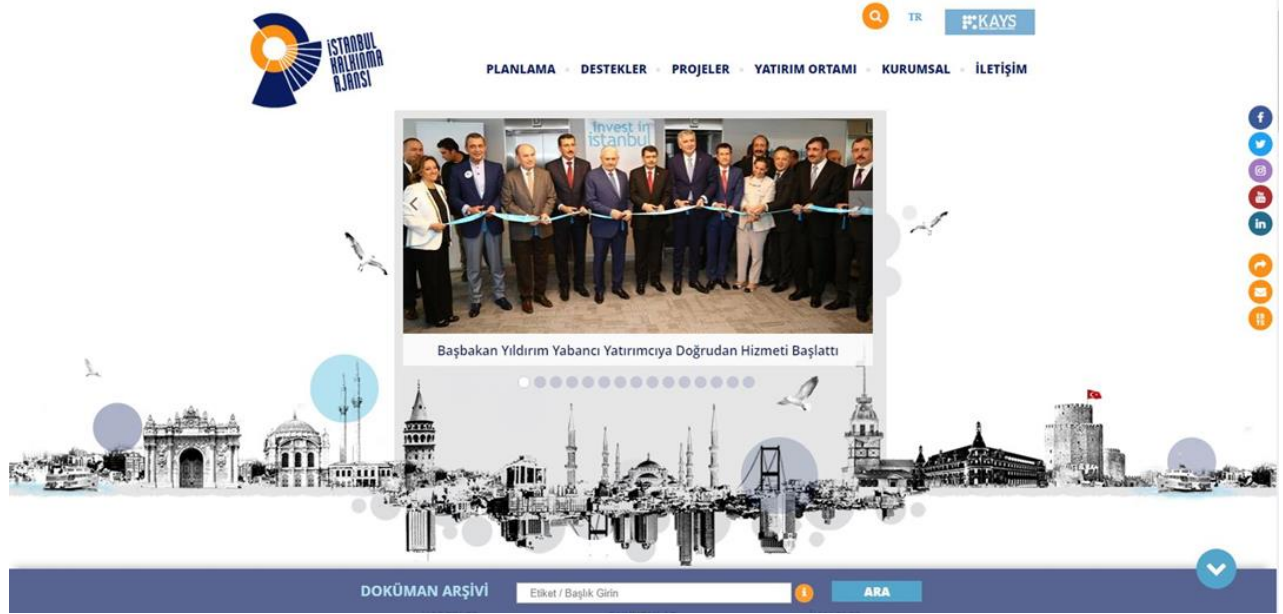 İSTANBUL
KALKINMA
AJANSI
TR
KAYS
PLANLAMA
DESTEKLER
PROJELER
YATIRIM ORTAMI
KURUMSAL
İLETİŞİM
invest in
istanbul
Başbakan Yıldırım Yabancı Yatırımcıya Doğrudan Hizmeti Başlattı
DOKÜMAN ARŞİVİ
Etiket / Başlık Girin
ARA